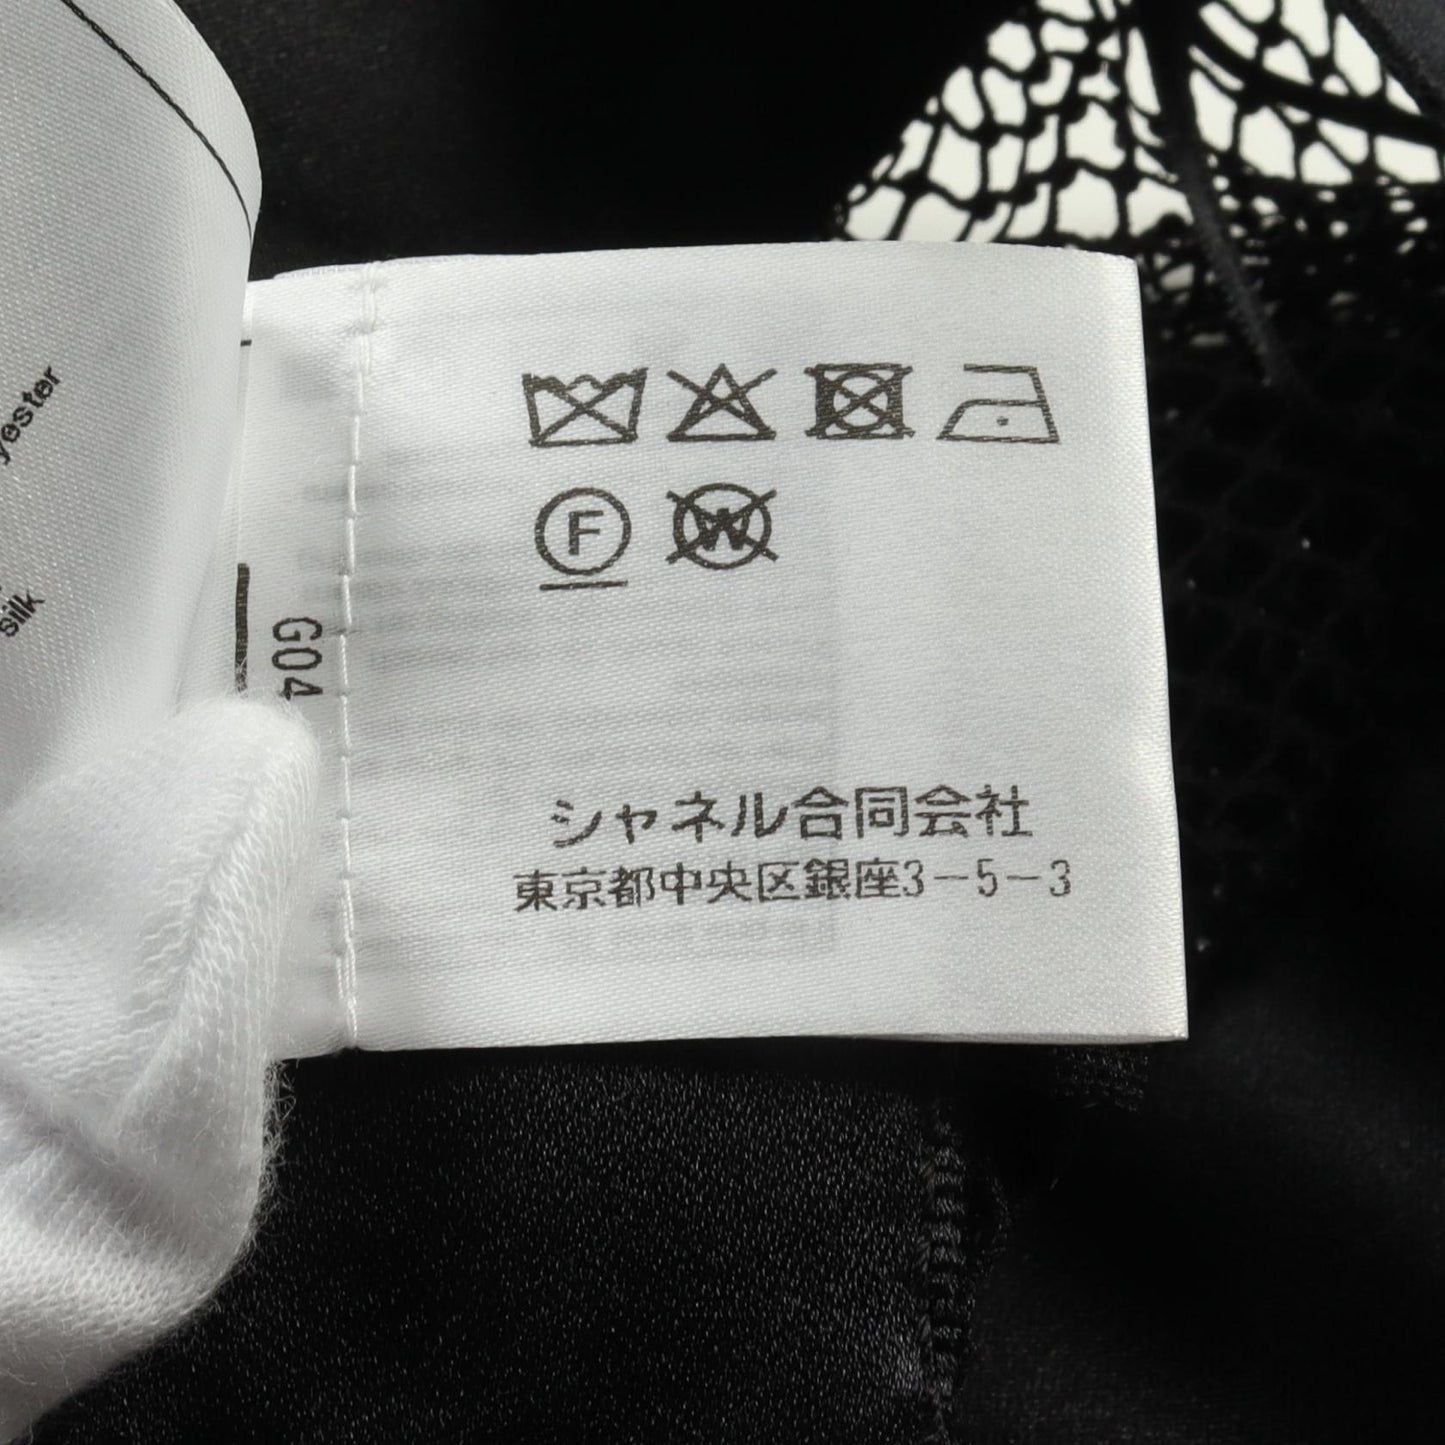 yester
silk
G04
F
W
シャネル合同会社
東京都中央区銀座3-5-3